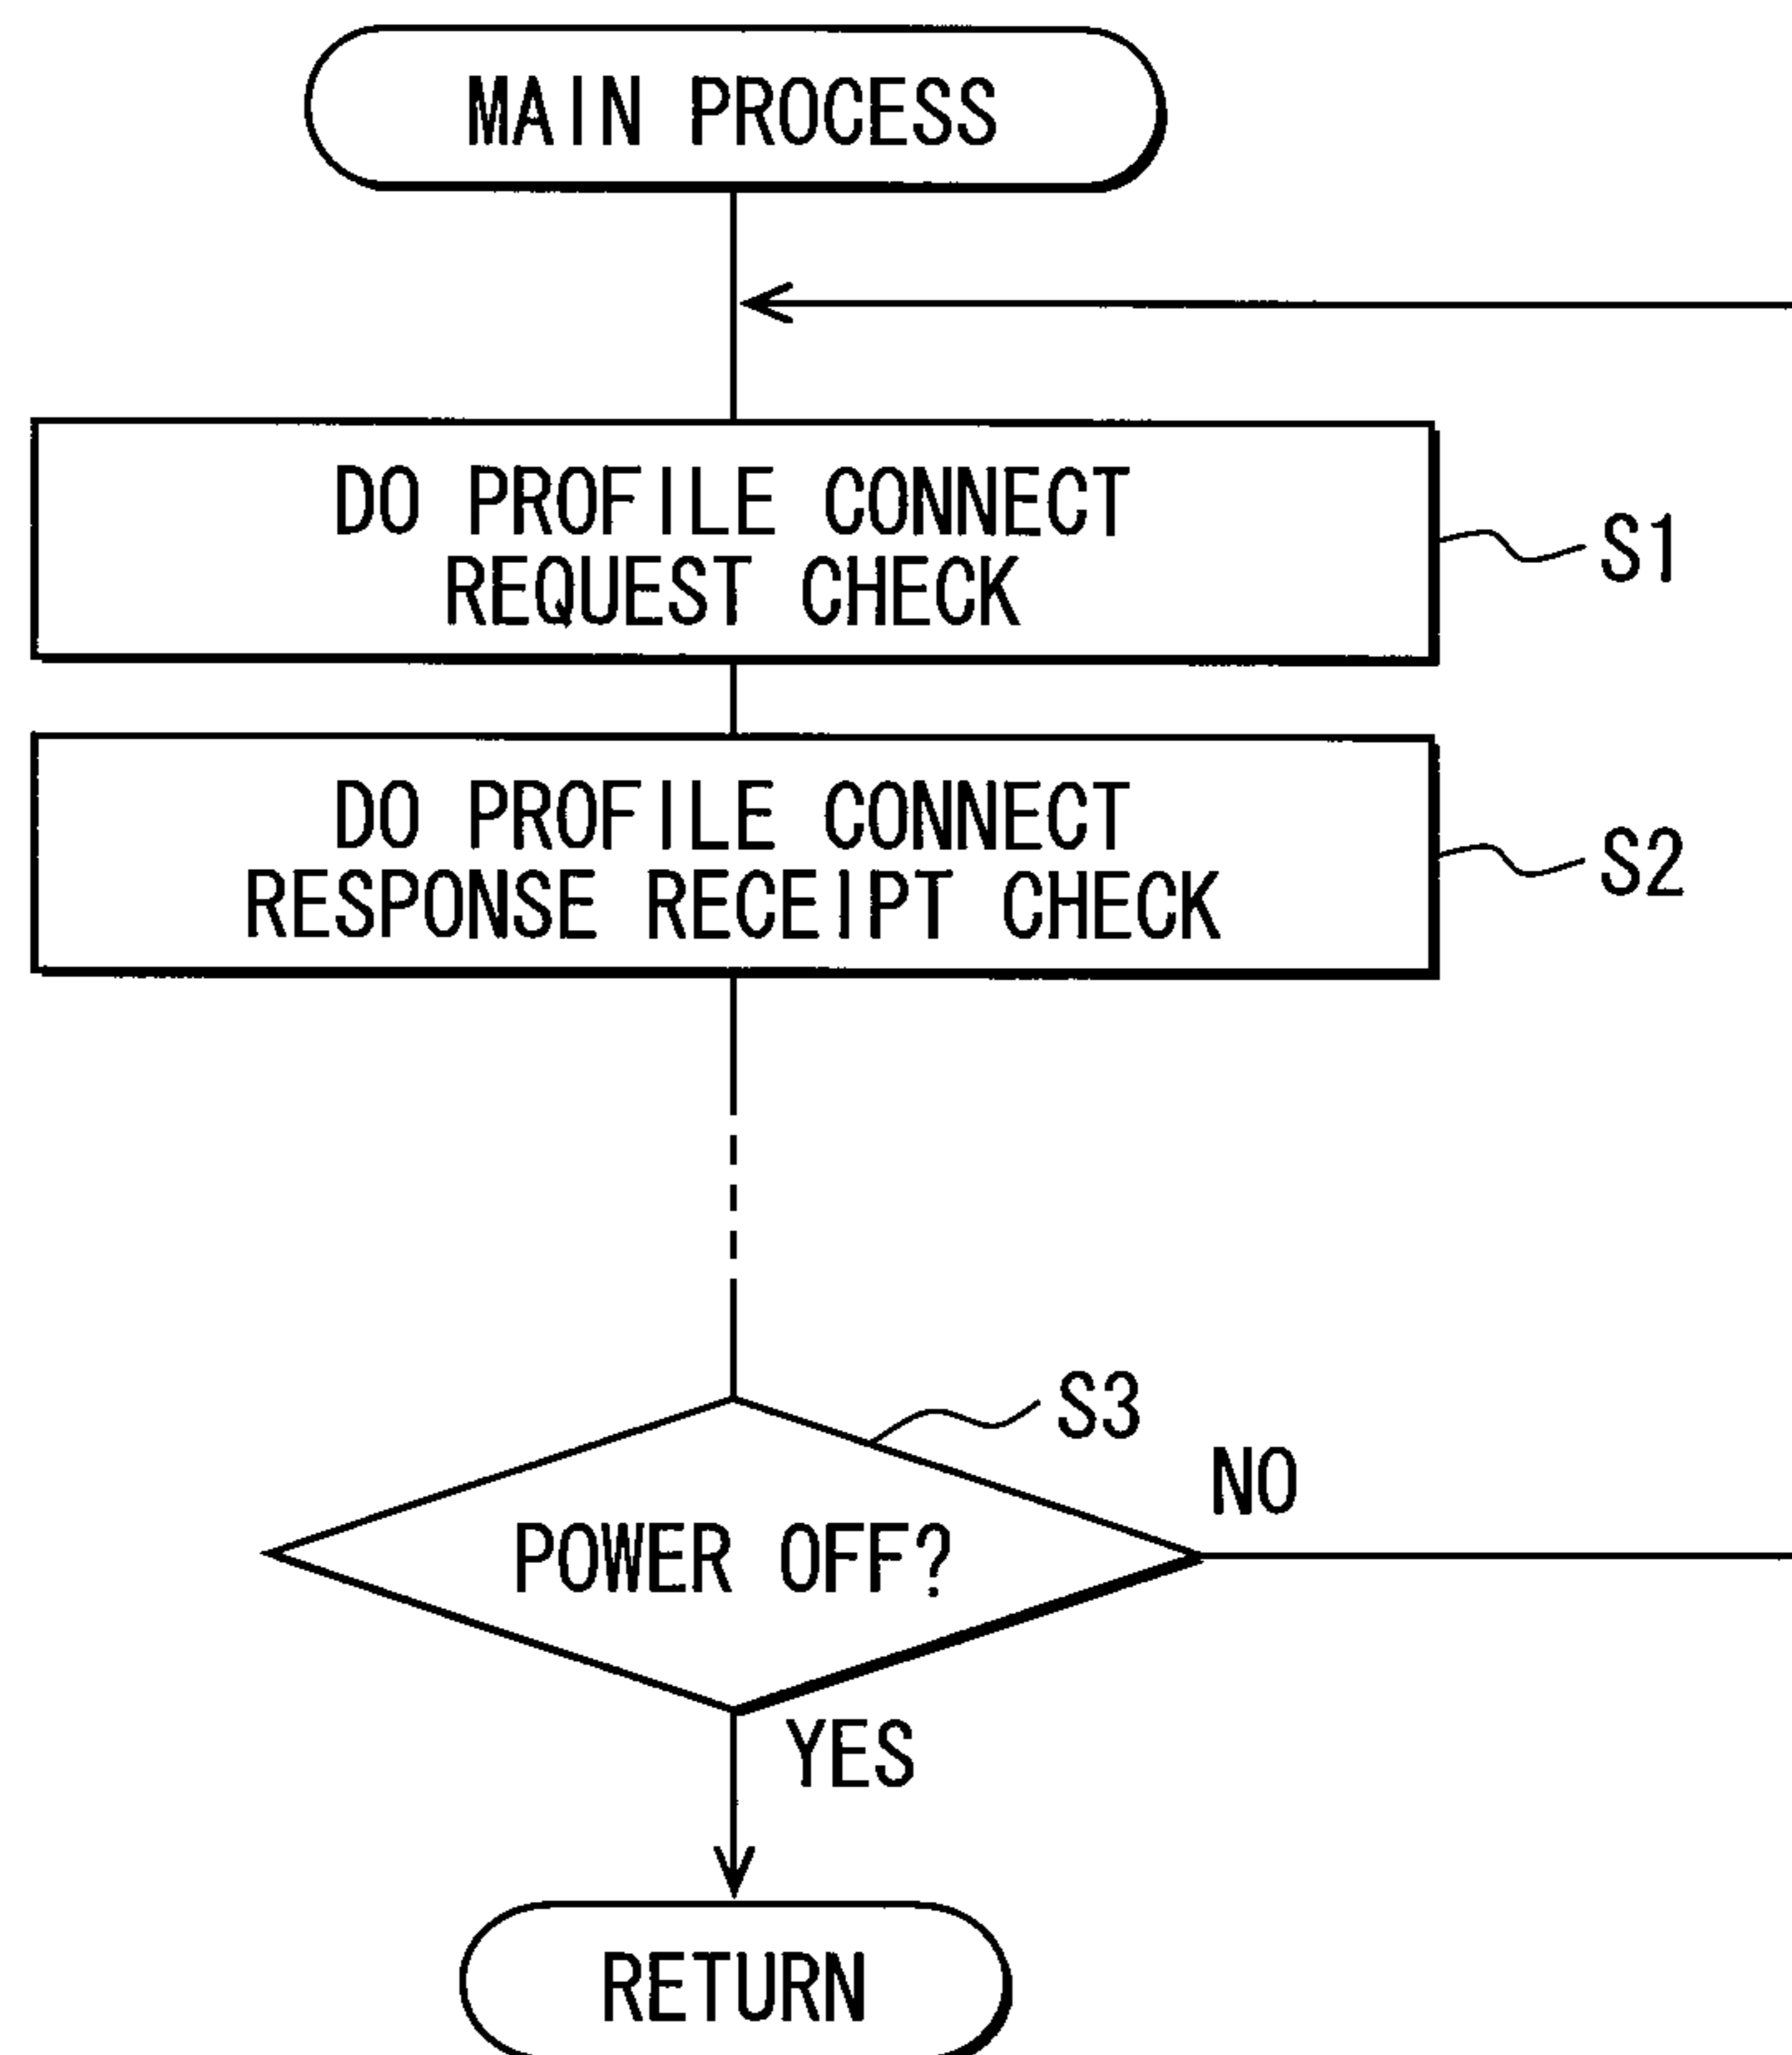 MAIN PROCESS
DO PROFILE CONNECT
REQUEST CHECK
S1
DO PROFILE CONNECT
RESPONSE RECEIPT CHECK
S2
S3
POWER OFF?
NO
YES
RETURN